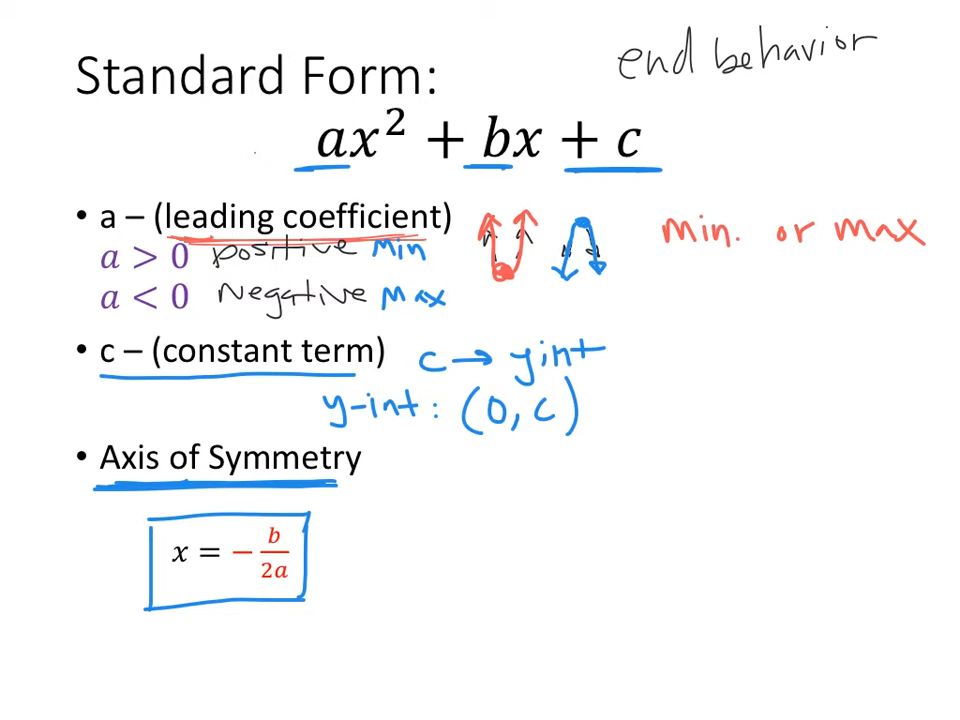 end behavior
Standard Form:
ax² + bx + c
• a – (leading coefficient)
min. or max
a > 0 positive min
a < 0 Negative max
• c – (constant term) c → yint
y-int: (0, c)
• Axis of Symmetry
x = − b/2a